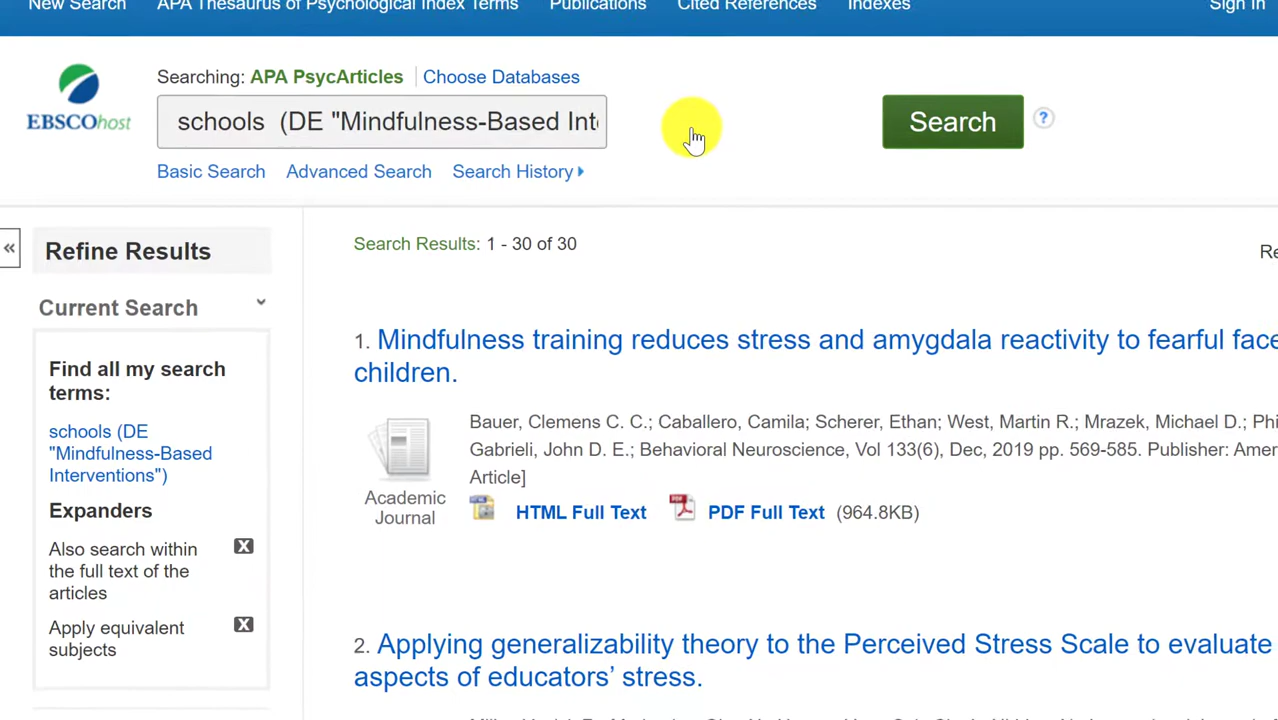 New Search APA Thesaurus of Psychological Index Terms Publications Cited References Indexes Sign In
Searching: APA PsycArticles Choose Databases
EBSCOhost
schools (DE "Mindfulness-Based Inte
Search
?
Basic Search Advanced Search Search History
«
Refine Results
Search Results: 1 - 30 of 30
Re
Current Search
1. Mindfulness training reduces stress and amygdala reactivity to fearful face
children.
Find all my search
terms:
schools (DE
"Mindfulness-Based
Interventions")
Bauer, Clemens C. C.; Caballero, Camila; Scherer, Ethan; West, Martin R.; Mrazek, Michael D.; Phi
Gabrieli, John D. E.; Behavioral Neuroscience, Vol 133(6), Dec, 2019 pp. 569-585. Publisher: Amer
Article]
Academic
Journal
HTML Full Text PDF Full Text (964.8KB)
Expanders
Also search within
the full text of the
articles
X
Apply equivalent
subjects
X
2. Applying generalizability theory to the Perceived Stress Scale to evaluate
aspects of educators' stress.